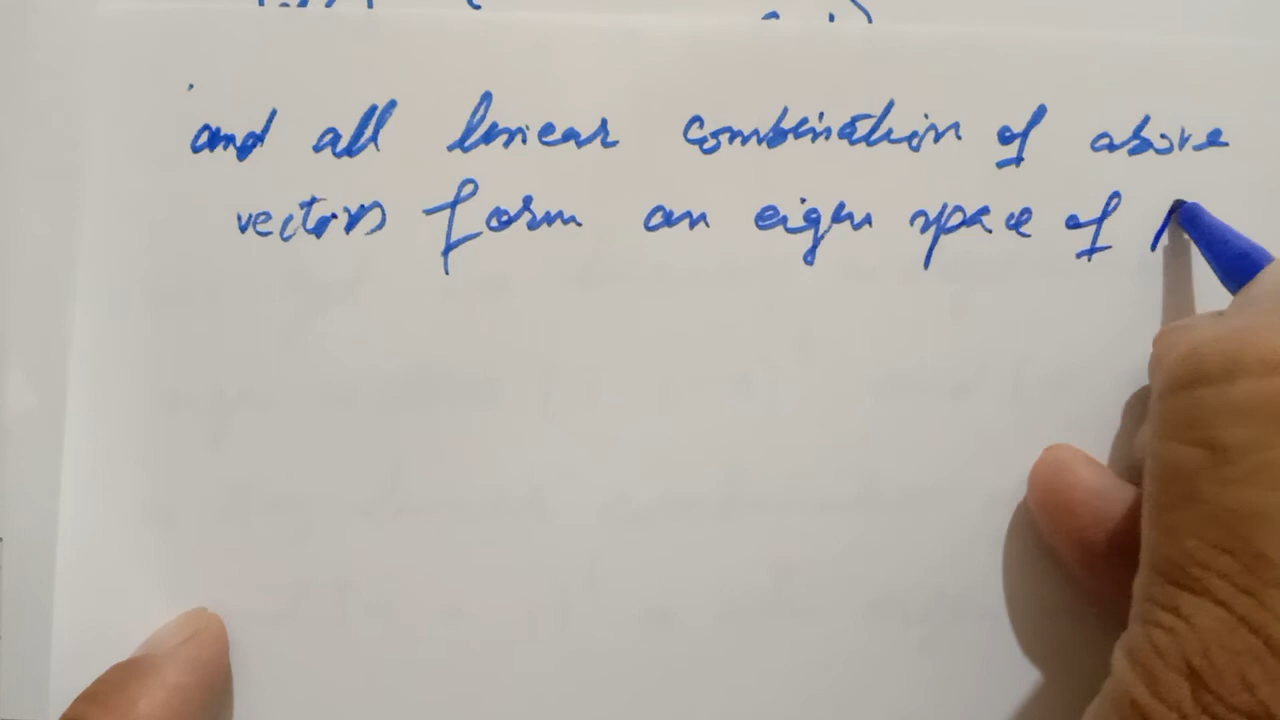 and all linear combination of above
vectors form an eigen space of